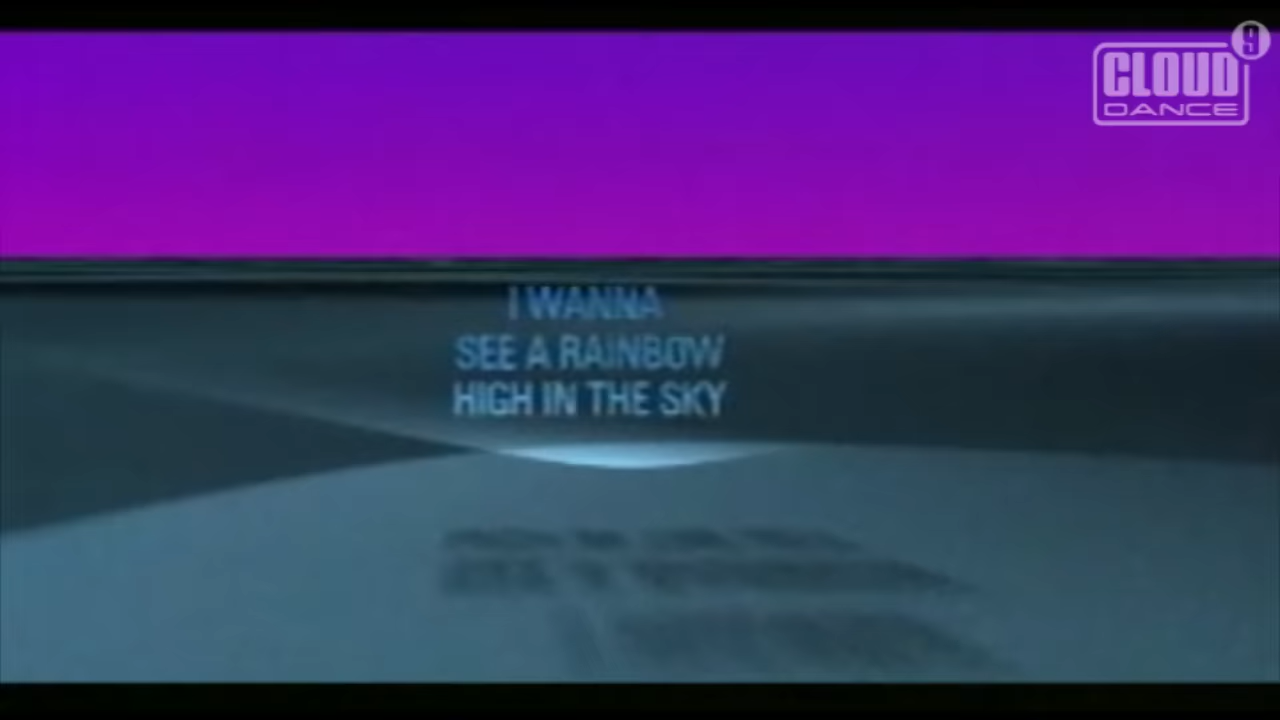 9
CLOUD
DANCE
I WANNA
SEE A RAINBOW
HIGH IN THE SKY